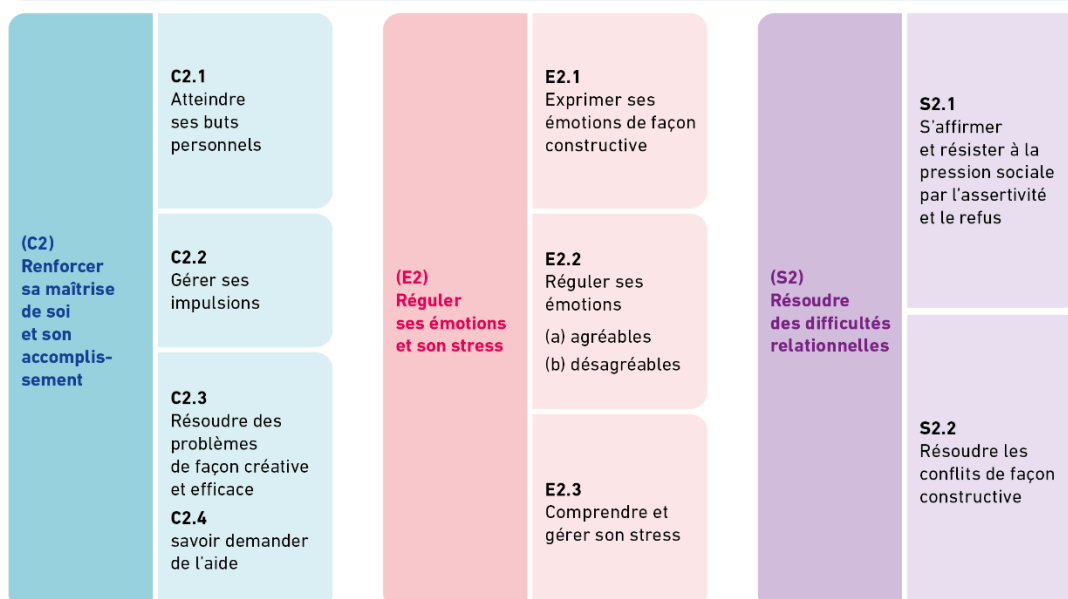 (C2)
Renforcer
sa maîtrise
de soi
et son
accomplis-
sement
C2.1
Atteindre
ses buts
personnels
C2.2
Gérer ses
impulsions
C2.3
Résoudre des
problèmes
de façon créative
et efficace
C2.4
savoir demander
de l'aide
(E2)
Réguler
ses émotions
et son stress
E2.1
Exprimer ses
émotions de façon
constructive
E2.2
Réguler ses
émotions
(a) agréables
(b) désagréables
E2.3
Comprendre et
gérer son stress
(S2)
Résoudre
des difficultés
relationnelles
S2.1
S'affirmer
et résister à la
pression sociale
par l'assertivité
et le refus
S2.2
Résoudre les
conflits de façon
constructive